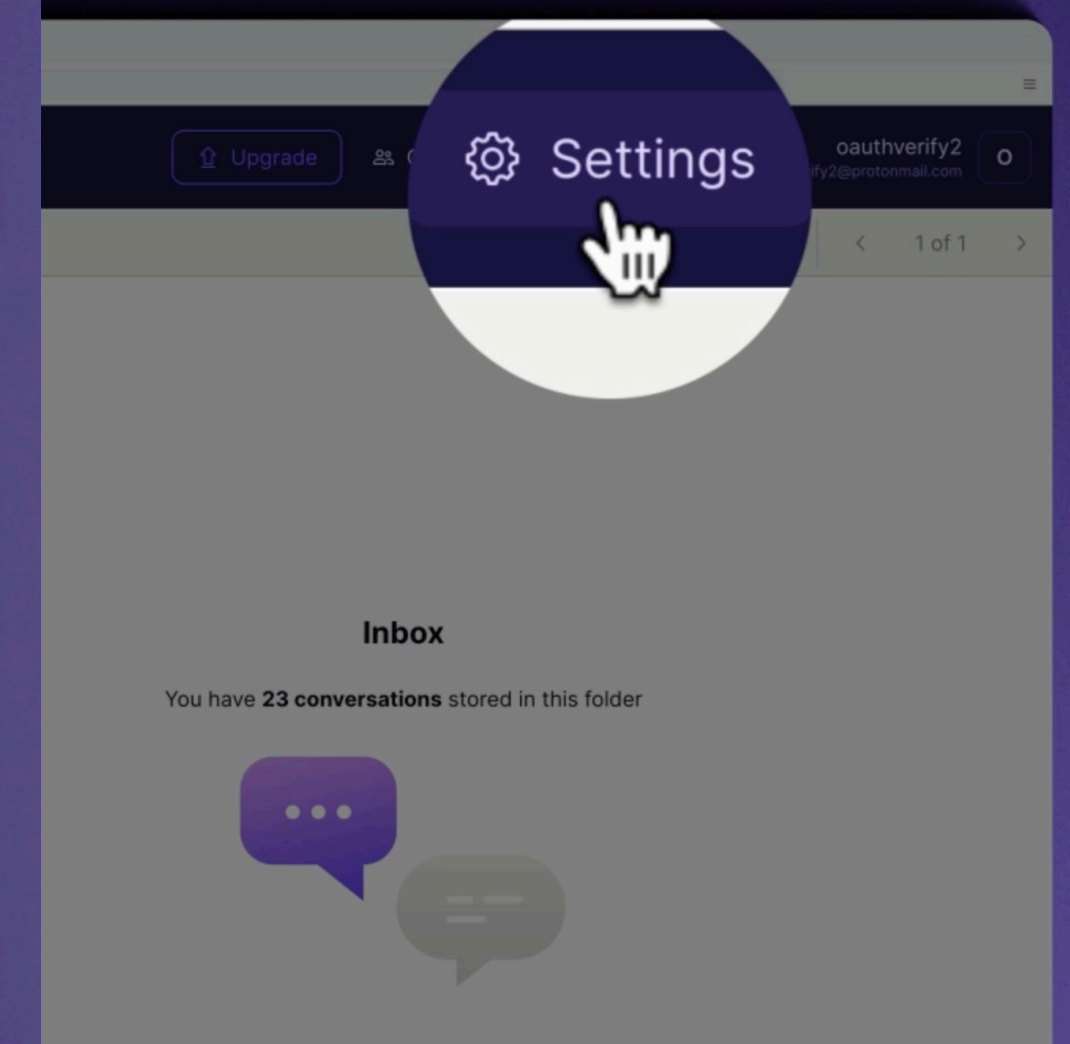 Upgrade
Settings
oauthverify2
ify2@protonmail.com
O
1 of 1
Inbox
You have 23 conversations stored in this folder